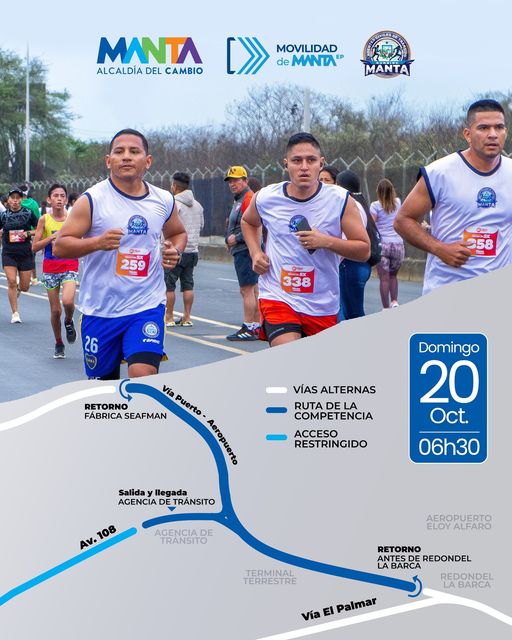 MANTA
ALCALDÍA DEL CAMBIO
MOVILIDAD
de MANTA EP
MANTA
MANTA
259
338
358
26
VÍAS ALTERNAS
RUTA DE LA
COMPETENCIA
ACCESO
RESTRINGIDO
Domingo
20
Oct.
06h30
RETORNO
FÁBRICA SEAFMAN
Vía Puerto - Aeropuerto
Salida y llegada
AGENCIA DE TRÁNSITO
Av. 108
AGENCIA DE
TRÁNSITO
TERMINAL
TERRESTRE
AEROPUERTO
ELOY ALFARO
RETORNO
ANTES DE REDONDEL
LA BARCA
REDONDEL
LA BARCA
Vía El Palmar